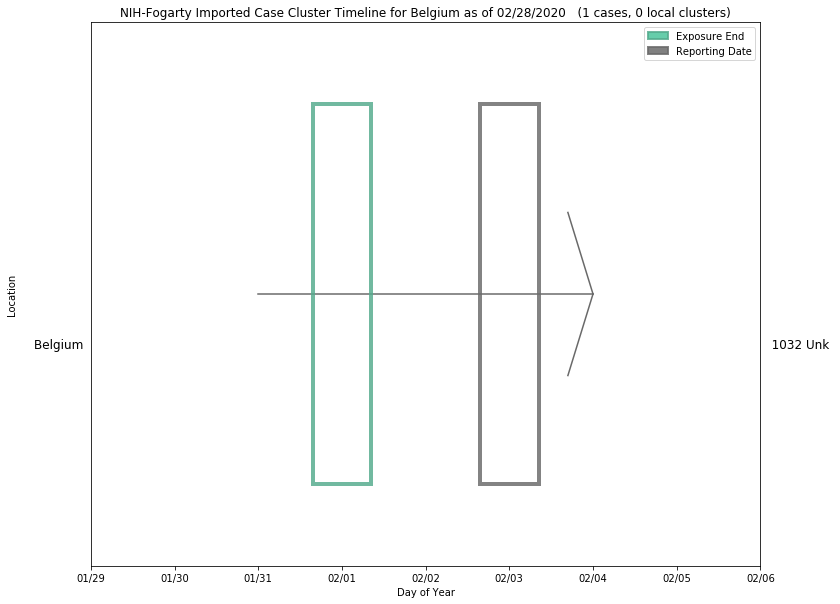 NIH-Fogarty Imported Case Cluster Timeline for Belgium as of 02/28/2020   (1 cases, 0 local clusters)
Exposure End
Reporting Date
Location
Belgium
1032 Unk
01/29 01/30 01/31 02/01 02/02 02/03 02/04 02/05 02/06
Day of Year